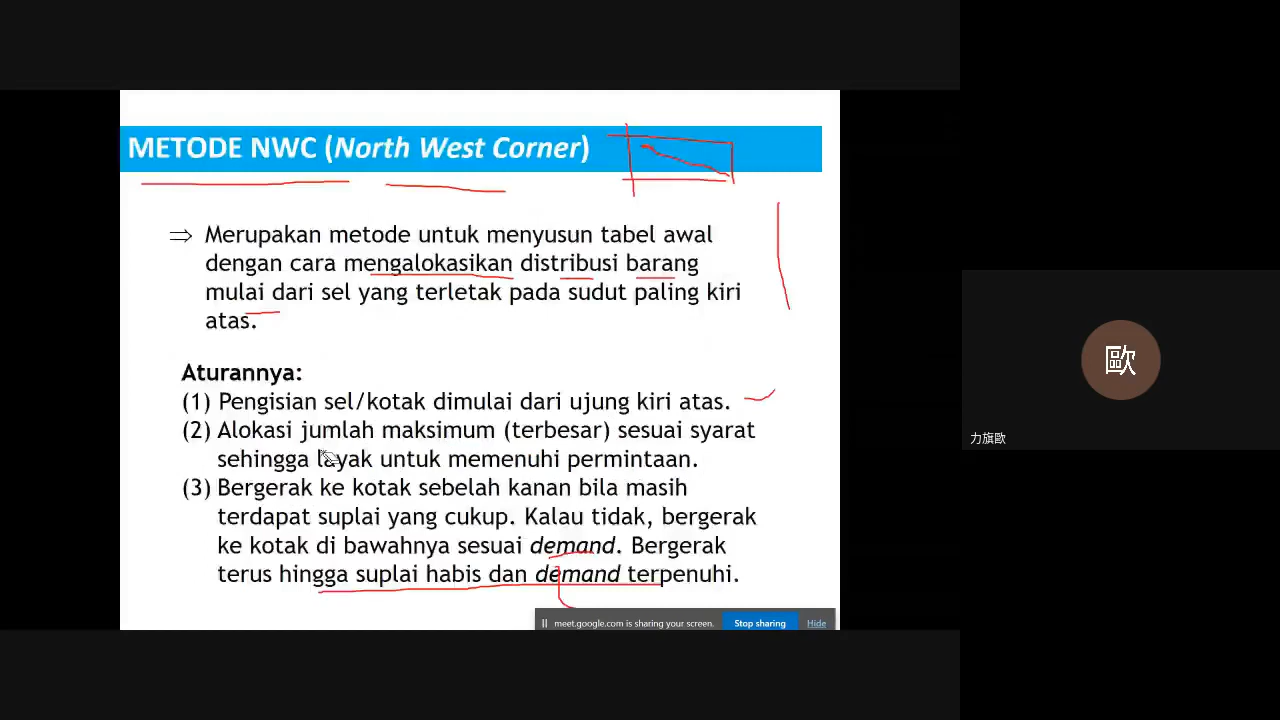 METODE NWC (North West Corner)
⇒ Merupakan metode untuk menyusun tabel awal
dengan cara mengalokasikan distribusi barang
mulai dari sel yang terletak pada sudut paling kiri
atas.
Aturannya:
(1) Pengisian sel/kotak dimulai dari ujung kiri atas.
(2) Alokasi jumlah maksimum (terbesar) sesuai syarat
sehingga layak untuk memenuhi permintaan.
(3) Bergerak ke kotak sebelah kanan bila masih
terdapat suplai yang cukup. Kalau tidak, bergerak
ke kotak di bawahnya sesuai demand. Bergerak
terus hingga suplai habis dan demand terpenuhi.
meet.google.com is sharing your screen. Stop sharing Hide
歐
力旗歐